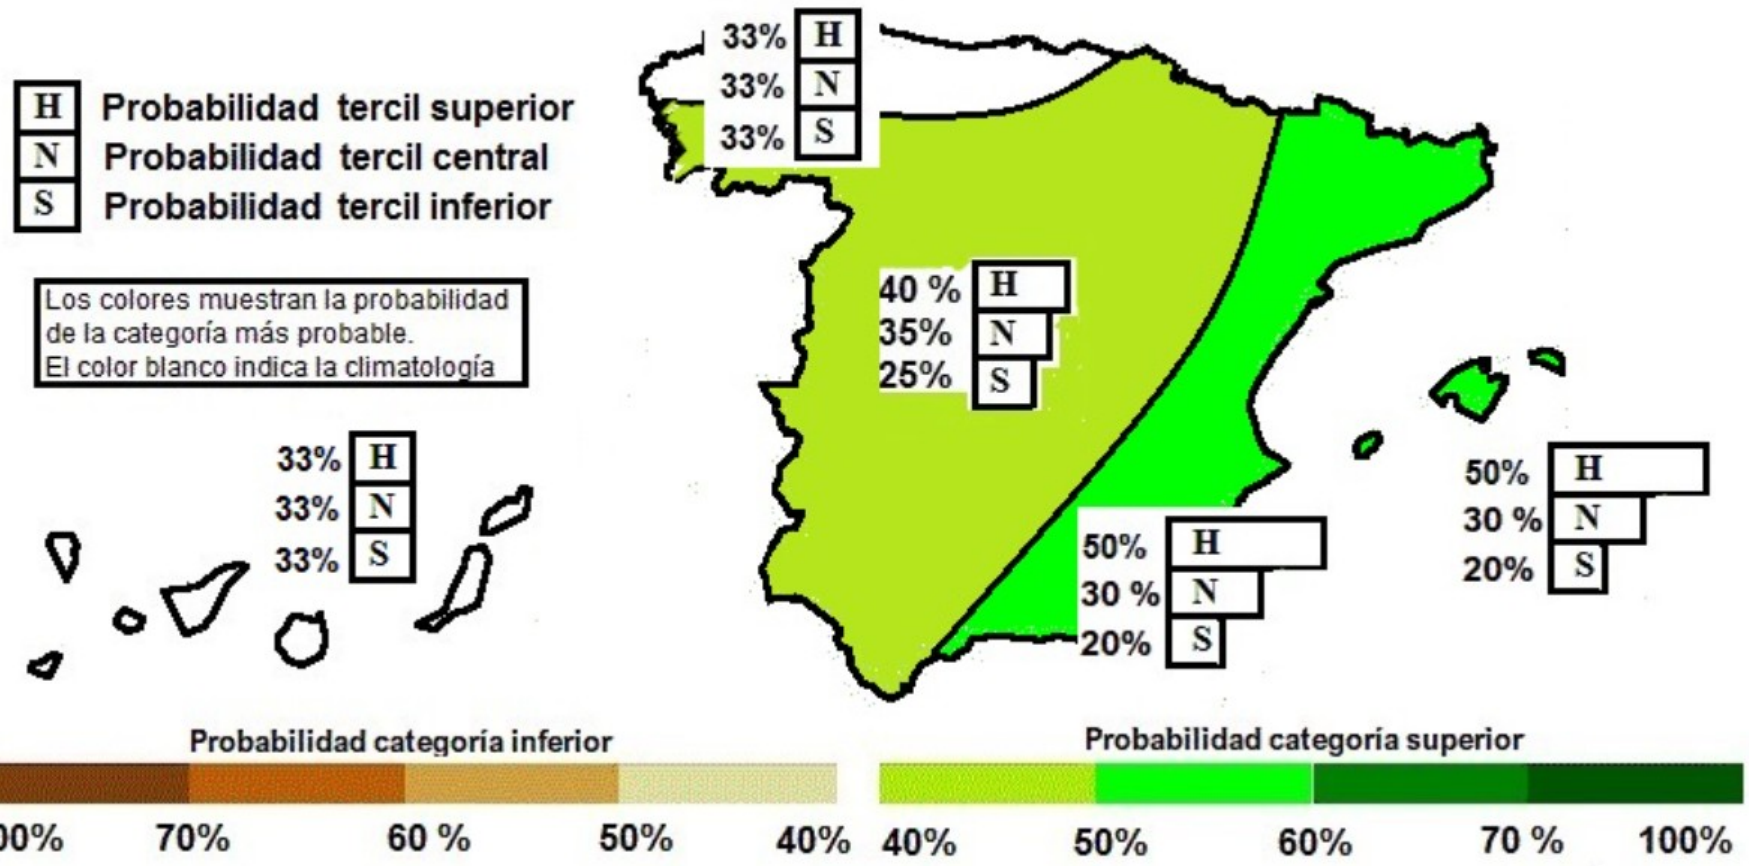 H Probabilidad tercil superior
N Probabilidad tercil central
S Probabilidad tercil inferior
Los colores muestran la probabilidad
de la categoría más probable.
El color blanco indica la climatología
33% H
33% N
33% S
40 % H
35% N
25% S
33% H
33% N
33% S
50% H
30 % N
20% S
50% H
30 % N
20% S
Probabilidad categoría inferior
00% 70% 60 % 50% 40%
Probabilidad categoría superior
40% 50% 60% 70 % 100%